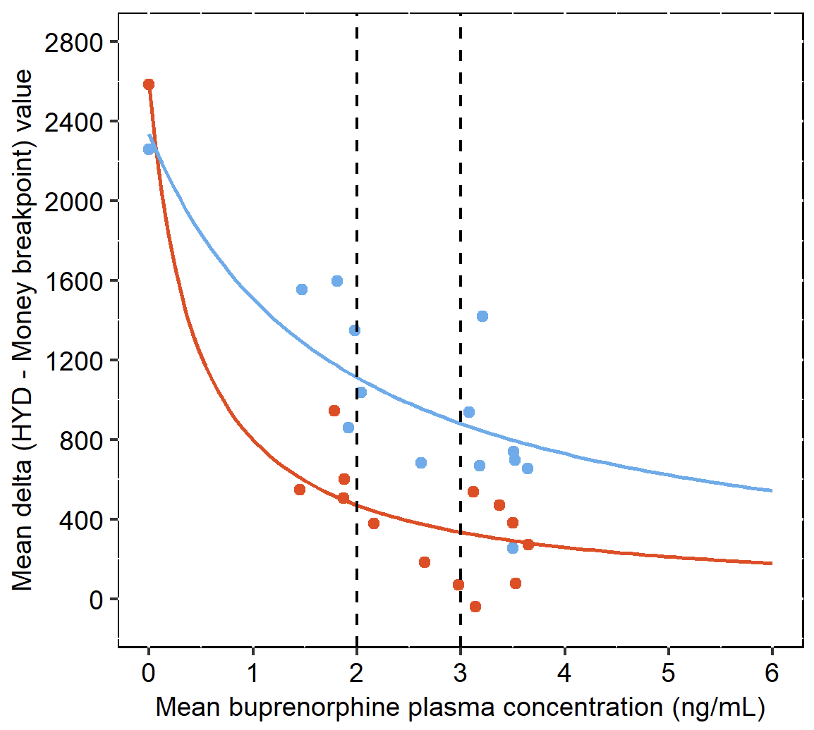 Mean delta (HYD - Money breakpoint) value
2800
2400
2000
1600
1200
800
400
0
0 1 2 3 4 5 6
Mean buprenorphine plasma concentration (ng/mL)